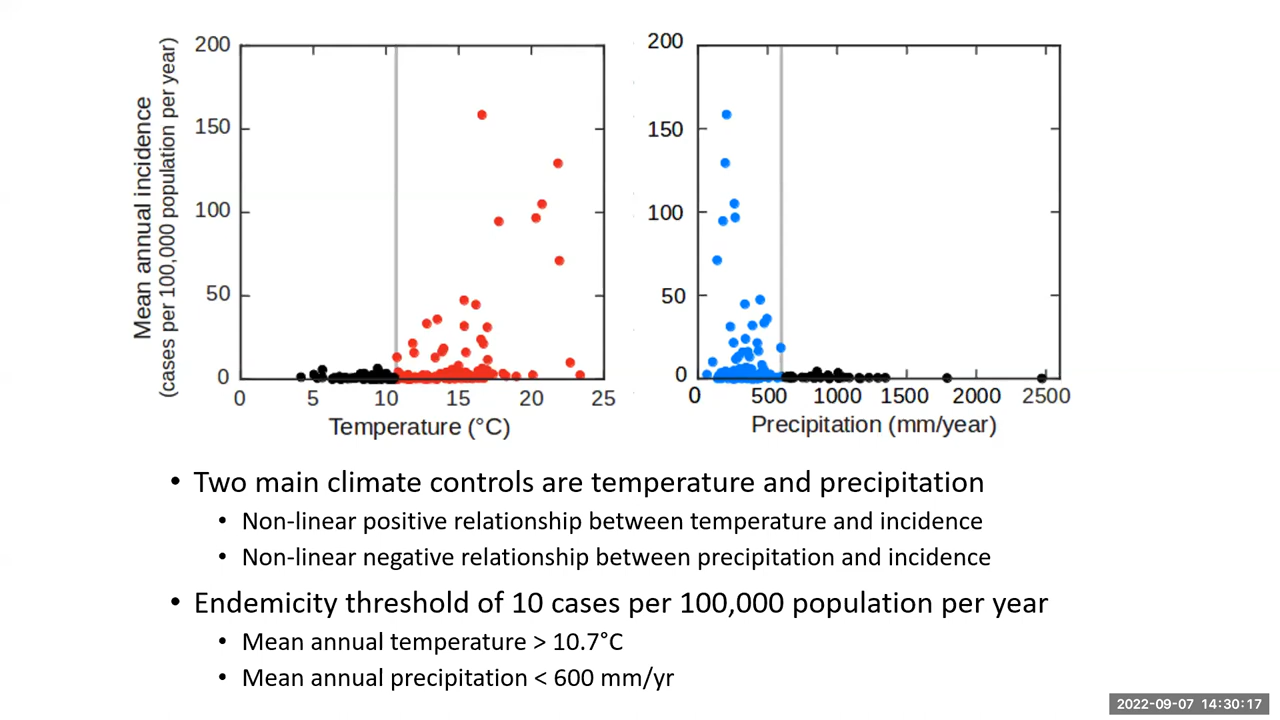 200
150
100
50
0
0 5 10 15 20 25
Temperature (°C)
Mean annual incidence
(cases per 100,000 population per year)
200
150
100
50
0
0 500 1000 1500 2000 2500
Precipitation (mm/year)
• Two main climate controls are temperature and precipitation
• Non-linear positive relationship between temperature and incidence
• Non-linear negative relationship between precipitation and incidence
• Endemicity threshold of 10 cases per 100,000 population per year
• Mean annual temperature > 10.7°C
• Mean annual precipitation < 600 mm/yr
2022-09-07 14:30:17